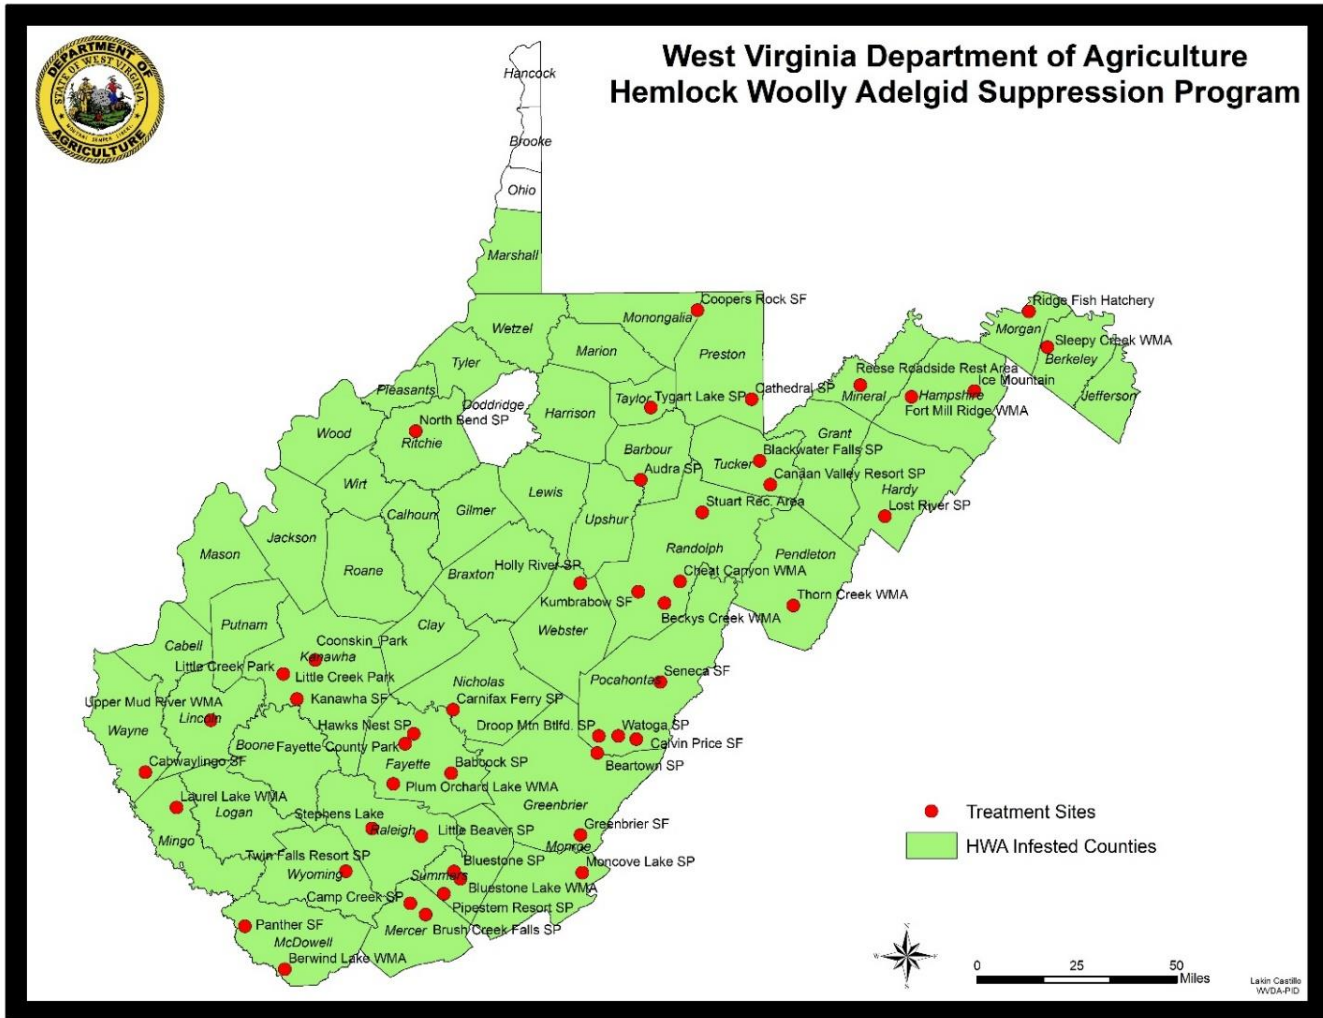 West Virginia Department of Agriculture
Hemlock Woolly Adelgid Suppression Program
DEPARTMENT OF
STATE OF WEST VIRGINIA
MONTANI SEMPER LIBERI
AGRICULTURE
Hancock
Brooke
Ohio
Marshall
Wetzel
Monongalia
Coopers Rock SF
Marion
Preston
Tyler
Pleasants
Doddridge
Harrison
Taylor
Tygart Lake SP
Cathedral SP
Ridge Fish Hatchery
Morgan
Sleepy Creek WMA
Berkeley
Jefferson
Reese Roadside Rest Area
Mineral
Ice Mountain
Hampshire
Fort Mill Ridge WMA
Wood
North Bend SP
Ritchie
Barbour
Grant
Blackwater Falls SP
Tucker
Audra SP
Canaan Valley Resort SP
Hardy
Lost River SP
Wirt
Calhoun
Gilmer
Lewis
Upshur
Stuart Rec. Area
Mason
Jackson
Roane
Braxton
Holly River SP
Randolph
Pendleton
Cheat Canyon WMA
Kumbrabow SF
Beckys Creek WMA
Thorn Creek WMA
Putnam
Clay
Webster
Cabell
Coonskin Park
Kanawha
Little Creek Park
Little Creek Park
Nicholas
Pocahontas
Seneca SF
Upper Mud River WMA
Kanawha SF
Carnifax Ferry SP
Lincoln
Wayne
Hawks Nest SP
Droop Mtn Btlfd. SP
Watoga SP
Boone
Fayette County Park
Calvin Price SF
Cabwaylingo SF
Fayette
Babcock SP
Beartown SP
Plum Orchard Lake WMA
Laurel Lake WMA
Logan
Stephens Lake
Greenbrier
Mingo
Raleigh
Little Beaver SP
Greenbrier SF
Monroe
Twin Falls Resort SP
Wyoming
Bluestone SP
Summers
Moncove Lake SP
Bluestone Lake WMA
Camp Creek SP
Pipestem Resort SP
Panther SF
Mercer
Brush Creek Falls SP
McDowell
Berwind Lake WMA
Treatment Sites
HWA Infested Counties
N
W
E
S
0
25
50
Miles
Lakin Castillo
WVDA-PID